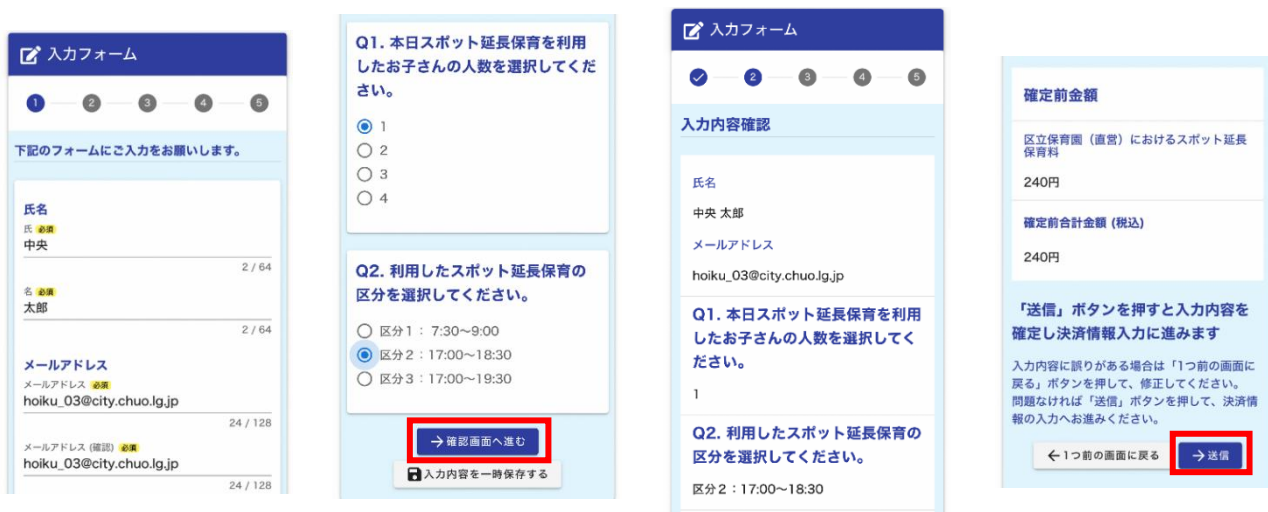 入力フォーム
1 2 3 4 5
下記のフォームにご入力をお願いします。
氏名
氏 必須
中央
2 / 64
名 必須
太郎
2 / 64
メールアドレス
メールアドレス 必須
hoiku_03@city.chuo.lg.jp
24 / 128
メールアドレス (確認) 必須
hoiku_03@city.chuo.lg.jp
24 / 128
Q1. 本日スポット延長保育を利用
したお子さんの人数を選択してくだ
さい。
1
2
3
4
Q2. 利用したスポット延長保育の
区分を選択してください。
区分1： 7:30〜9:00
区分2：17:00〜18:30
区分3：17:00〜19:30
→確認画面へ進む
入力内容を一時保存する
入力フォーム
2 3 4 5
入力内容確認
氏名
中央 太郎
メールアドレス
hoiku_03@city.chuo.lg.jp
Q1. 本日スポット延長保育を利用
したお子さんの人数を選択してく
ださい。
1
Q2. 利用したスポット延長保育の
区分を選択してください。
区分2：17:00〜18:30
確定前金額
区立保育園（直営）におけるスポット延長
保育料
240円
確定前合計金額 (税込)
240円
「送信」ボタンを押すと入力内容を
確定し決済情報入力に進みます
入力内容に誤りがある場合は「1つ前の画面に
戻る」ボタンを押して、修正してください。
問題なければ「送信」ボタンを押して、決済情
報の入力へお進みください。
←1つ前の画面に戻る
→送信